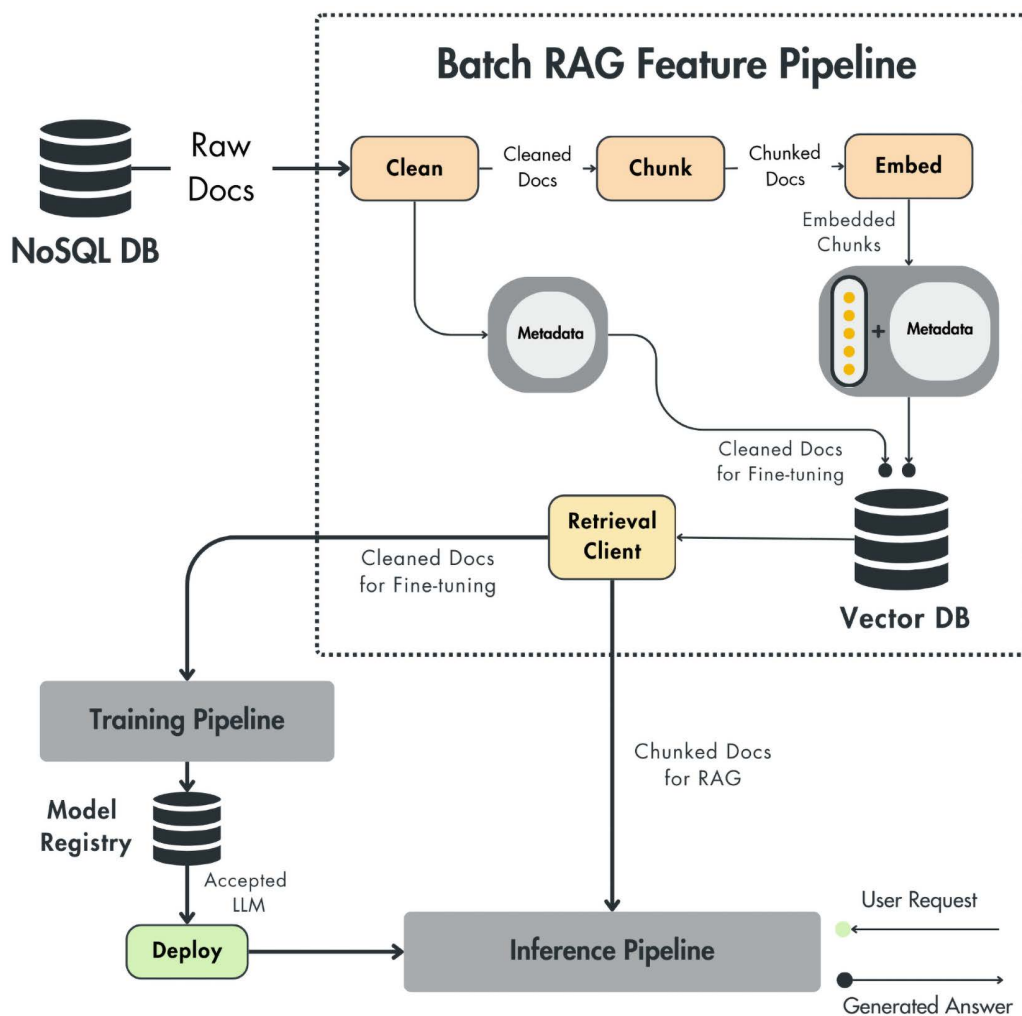 Batch RAG Feature Pipeline
Raw
Docs
NoSQL DB
Clean
Cleaned
Docs
Chunk
Chunked
Docs
Embed
Embedded
Chunks
Metadata
+
Metadata
Cleaned Docs
for Fine-tuning
Retrieval
Client
Vector DB
Cleaned Docs
for Fine-tuning
Training Pipeline
Chunked Docs
for RAG
Model
Registry
Accepted
LLM
Deploy
Inference Pipeline
User Request
Generated Answer